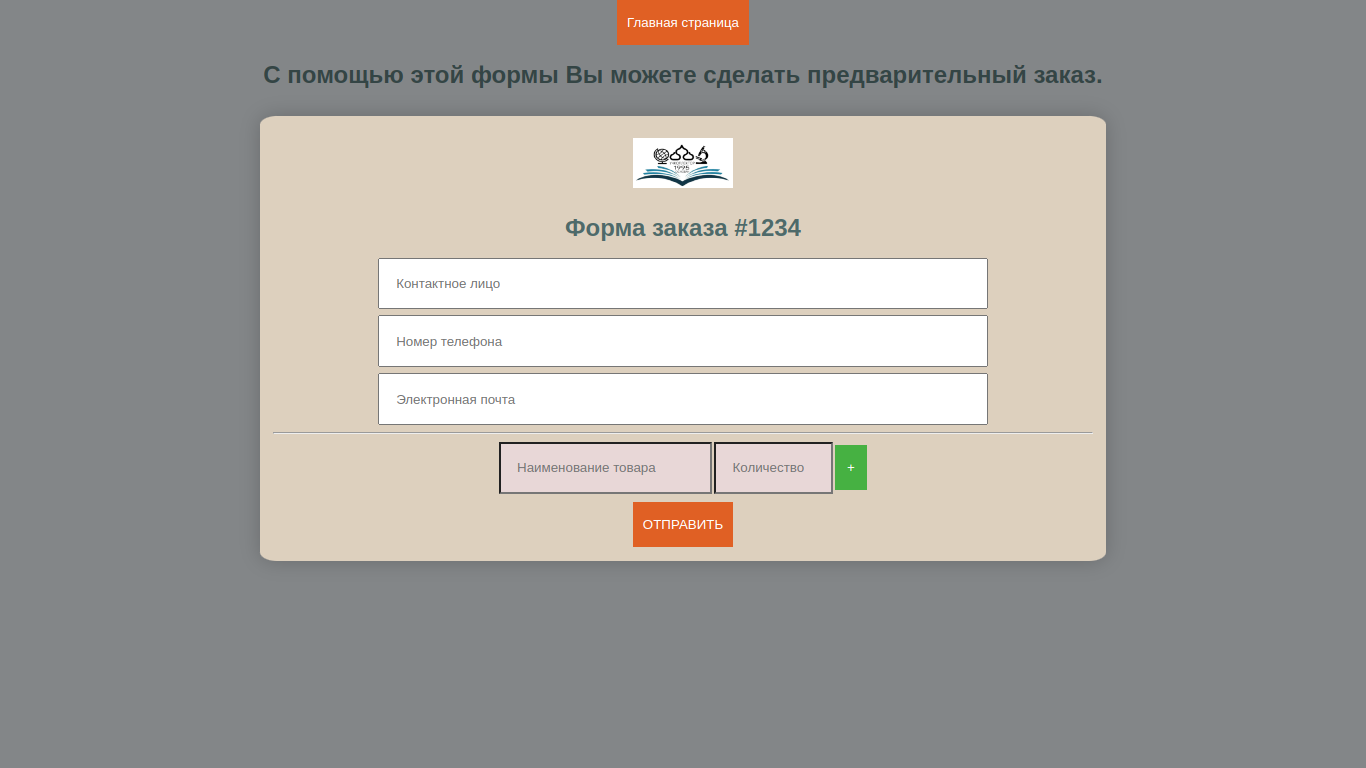 Главная страница
С помощью этой формы Вы можете сделать предварительный заказ.
1995
Форма заказа #1234
Контактное лицо
Номер телефона
Электронная почта
Наименование товара
Количество
+
ОТПРАВИТЬ